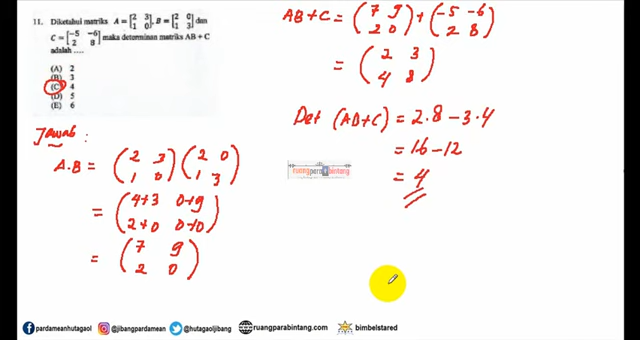 11. Diketahui matriks A = [2 3 1 0], B = [2 0 1 3] dan
C = [-5 -6 2 8] maka determinan matriks AB + C
adalah ....
(A) 2
(B) 3
(C) 4
(D) 5
(E) 6
Jawab :
A.B = (2 3 1 0) (2 0 1 3)
= (4+3 0+9 2+0 0+0)
= (7 9 2 0)
AB + C = (7 9 2 0) + (-5 -6 2 8)
= (2 3 4 8)
Det (AB+C) = 2.8 - 3.4
= 16 - 12
= 4
ruangparabintang
f pardameanhutagaol
@jibangpardamean
@hutagaoljibang
ruangparabintang.com
bimbelstared